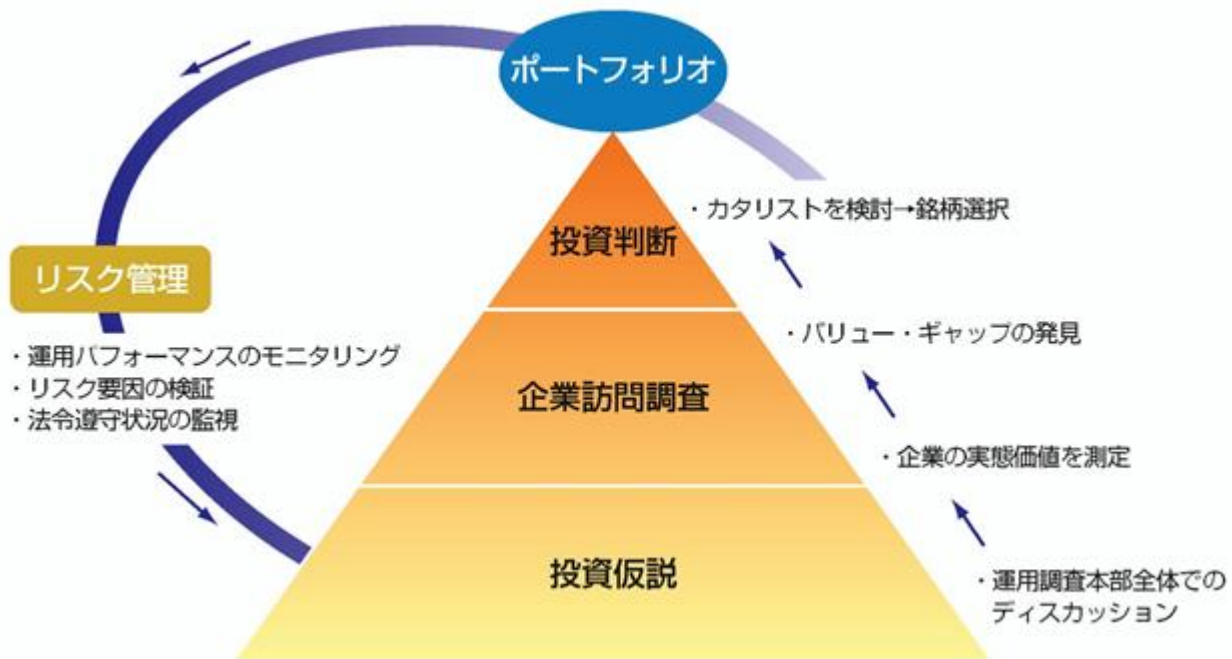 ポートフォリオ
・カタリストを検討→銘柄選択
投資判断
リスク管理
・バリュー・ギャップの発見
・運用パフォーマンスのモニタリング
・リスク要因の検証
・法令遵守状況の監視
企業訪問調査
・企業の実態価値を測定
投資仮説
・運用調査本部全体での
ディスカッション